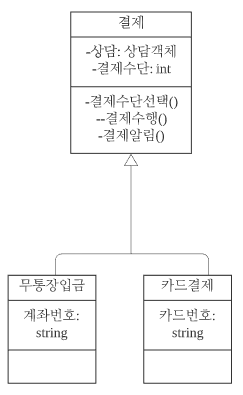 결제
-상담: 상담객체
-결제수단: int
-결제수단선택()
--결제수행()
-결제알림()
무통장입금
계좌번호:
string
카드결제
카드번호:
string